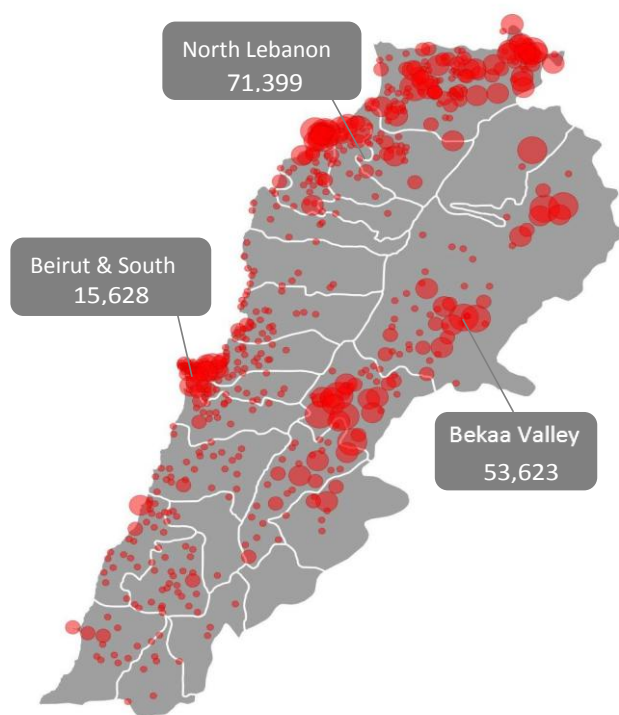 North Lebanon
71,399
Beirut & South
15,628
Bekaa Valley
53,623